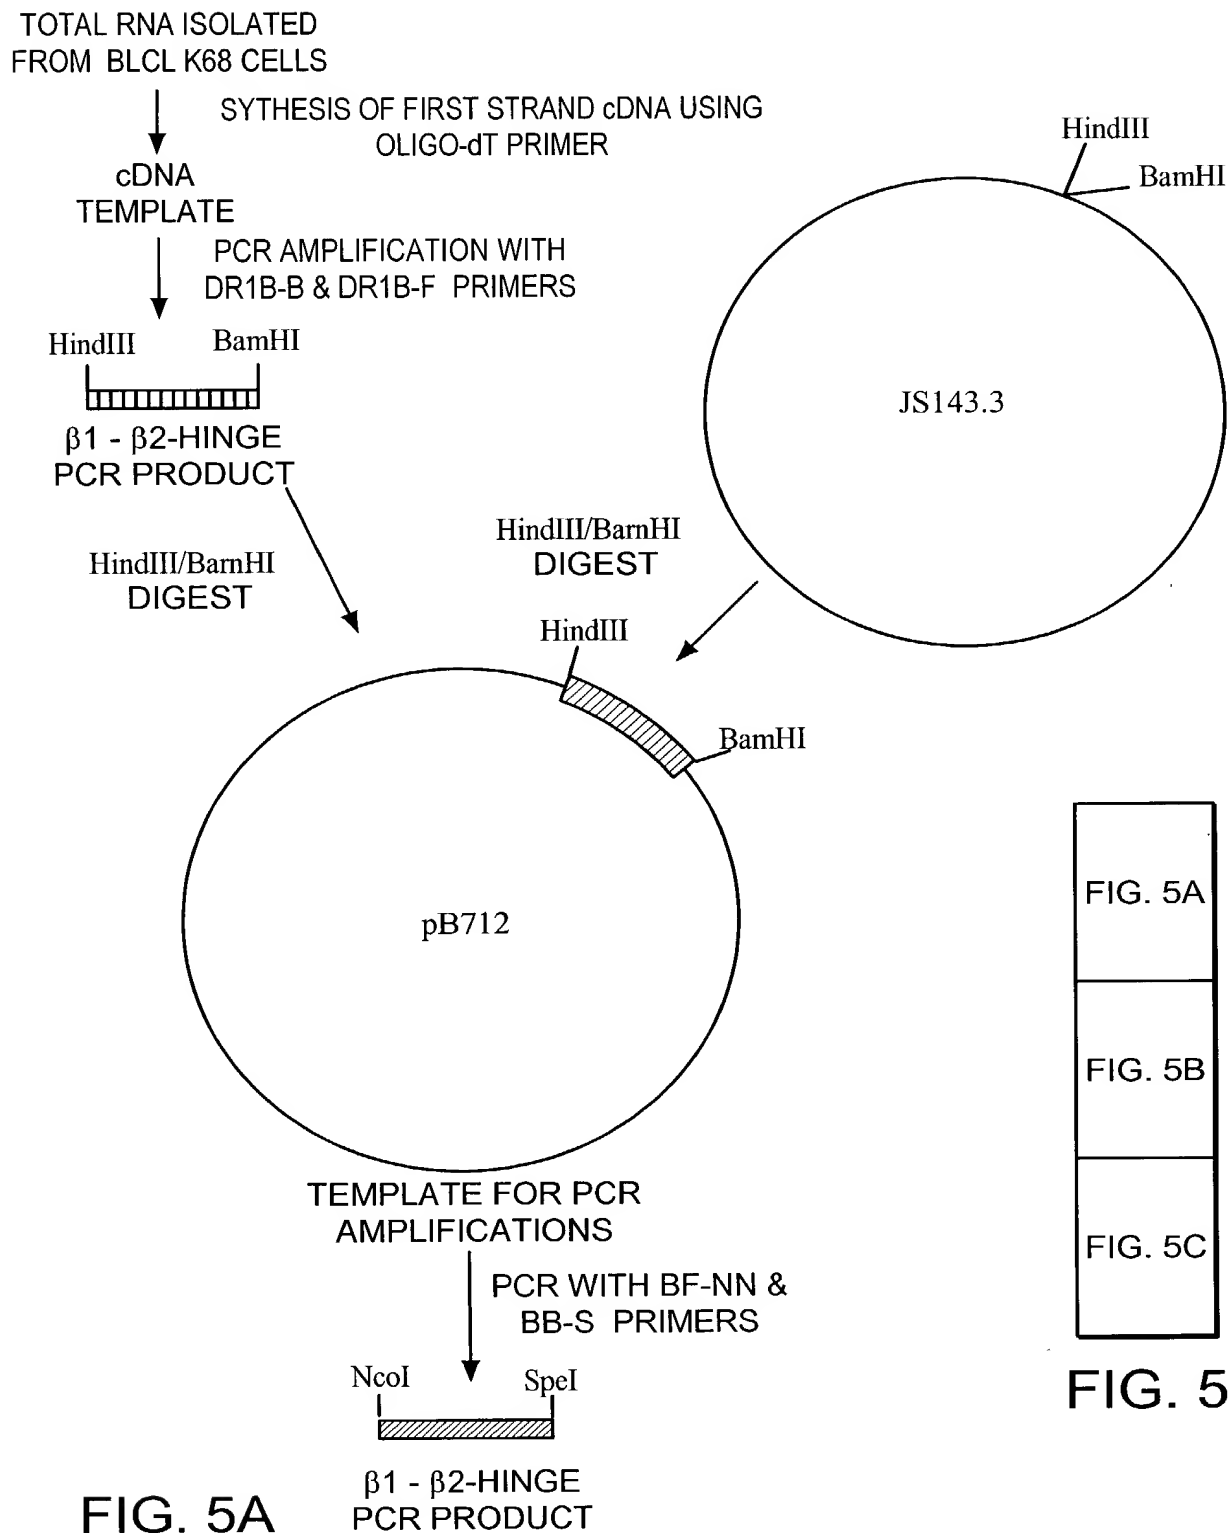 TOTAL RNA ISOLATED
FROM BLCL K68 CELLS
SYTHESIS OF FIRST STRAND cDNA USING
OLIGO-dT PRIMER
cDNA
TEMPLATE
PCR AMPLIFICATION WITH
DR1B-B & DR1B-F PRIMERS
HindIII
BamHI
β1 - β2-HINGE
PCR PRODUCT
HindIII/BamHI
DIGEST
HindIII
BamHI
JS143.3
HindIII/BamHI
DIGEST
HindIII
BamHI
pB712
TEMPLATE FOR PCR
AMPLIFICATIONS
PCR WITH BF-NN &
BB-S PRIMERS
NcoI
SpeI
β1 - β2-HINGE
PCR PRODUCT
FIG. 5A
FIG. 5A
FIG. 5B
FIG. 5C
FIG. 5